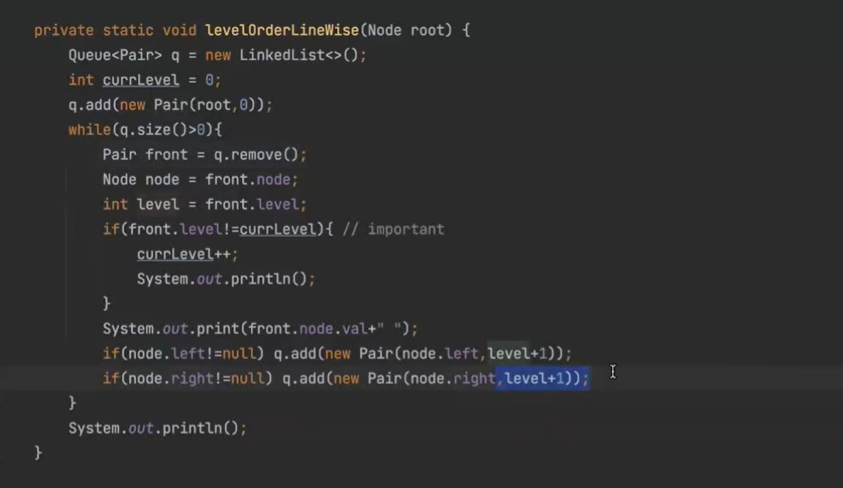 private static void levelOrderLineWise(Node root) {
Queue<Pair> q = new LinkedList<>();
int currLevel = 0;
q.add(new Pair(root,0));
while(q.size()>0){
Pair front = q.remove();
Node node = front.node;
int level = front.level;
if(front.level!=currLevel){ // important
currLevel++;
System.out.println();
}
System.out.print(front.node.val+" ");
if(node.left!=null) q.add(new Pair(node.left,level+1));
if(node.right!=null) q.add(new Pair(node.right,level+1));
}
System.out.println();
}